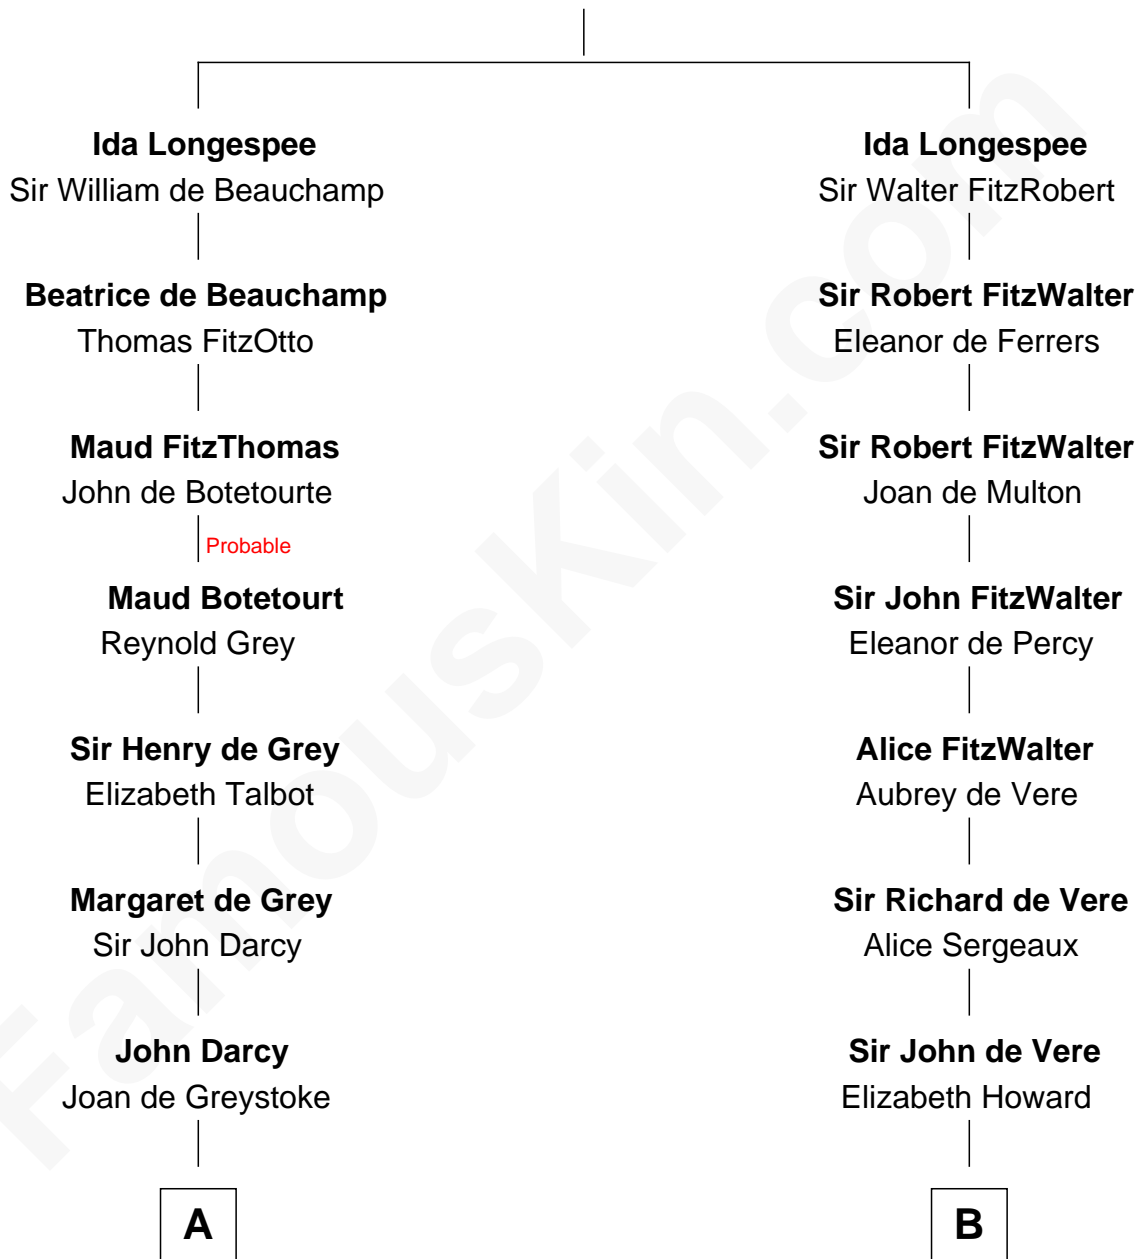 Ida Longespee
Sir William de Beauchamp
Beatrice de Beauchamp
Thomas FitzOtto
Maud FitzThomas
John de Botetourte
Probable
Maud Botetourt
Reynold Grey
Sir Henry de Grey
Elizabeth Talbot
Margaret de Grey
Sir John Darcy
John Darcy
Joan de Greystoke
A
Ida Longespee
Sir Walter FitzRobert
Sir Robert FitzWalter
Eleanor de Ferrers
Sir Robert FitzWalter
Joan de Multon
Sir John FitzWalter
Eleanor de Percy
Alice FitzWalter
Aubrey de Vere
Sir Richard de Vere
Alice Sergeaux
Sir John de Vere
Elizabeth Howard
B
FamousKin.com